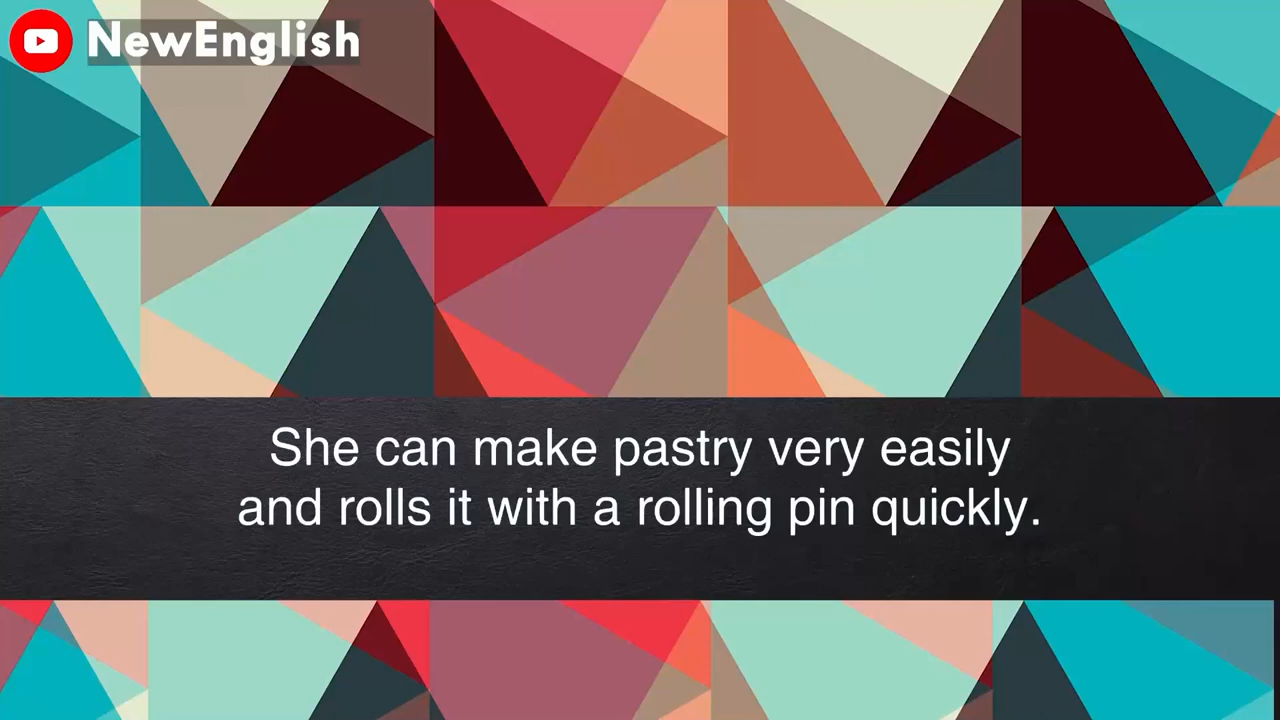 NewEnglish
She can make pastry very easily
and rolls it with a rolling pin quickly.